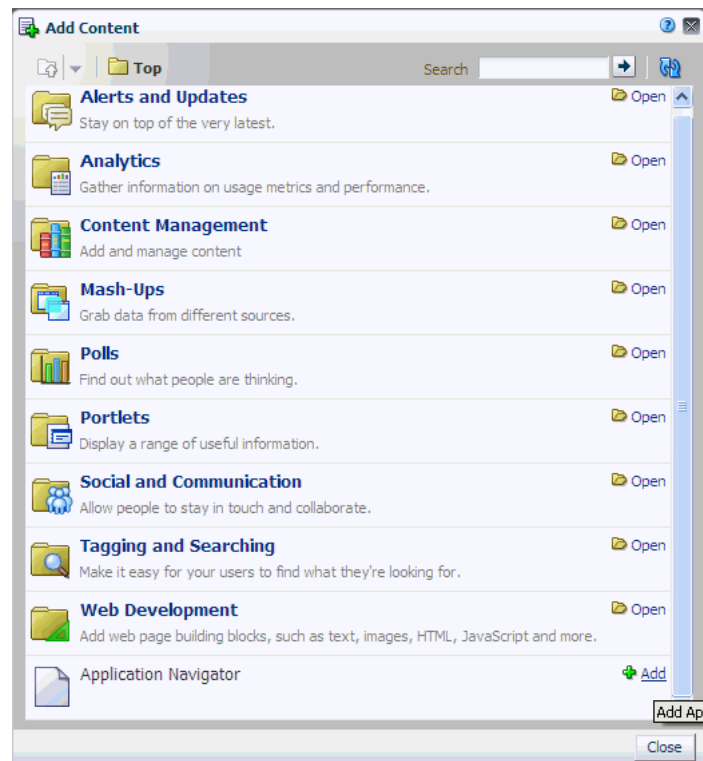 Add Content
Top
Search
Alerts and Updates
Open
Stay on top of the very latest.
Analytics
Open
Gather information on usage metrics and performance.
Content Management
Open
Add and manage content
Mash-Ups
Open
Grab data from different sources.
Polls
Open
Find out what people are thinking.
Portlets
Open
Display a range of useful information.
Social and Communication
Open
Allow people to stay in touch and collaborate.
Tagging and Searching
Open
Make it easy for your users to find what they're looking for.
Web Development
Open
Add web page building blocks, such as text, images, HTML, JavaScript and more.
Application Navigator
Add
Add Ap
Close